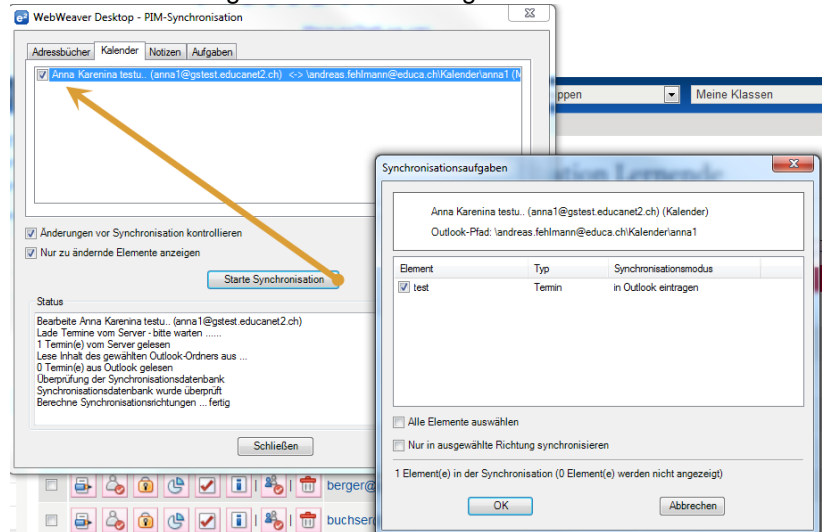 WebWeaver Desktop - PIM-Synchronisation
Adressbücher Kalender Notizen Aufgaben
Anna Karenina testu.. (anna1@gstest.educanet2.ch) <-> \andreas.fehlmann@educa.ch\Kalender\anna1 (M
Änderungen vor Synchronisation kontrollieren
Nur zu ändernde Elemente anzeigen
Starte Synchronisation
Status
Bearbeite Anna Karenina testu.. (anna1@gstest.educanet2.ch)
Lade Termine vom Server - bitte warten ......
1 Termin(e) vom Server gelesen
Lese Inhalt des gewählten Outlook-Ordners aus ...
0 Termin(e) aus Outlook gelesen
Überprüfung der Synchronisationsdatenbank
Synchronisationsdatenbank wurde überprüft
Berechne Synchronisationsrichtungen ... fertig
Schließen
ppen Meine Klassen
Synchronisationsaufgaben
Anna Karenina testu.. (anna1@gstest.educanet2.ch) (Kalender)
Outlook-Pfad: \andreas.fehlmann@educa.ch\Kalender\anna1
Element Typ Synchronisationsmodus
test Termin in Outlook eintragen
Alle Elemente auswählen
Nur in ausgewählte Richtung synchronisieren
1 Element(e) in der Synchronisation (0 Element(e) werden nicht angezeigt)
OK Abbrechen
berger@
buchser